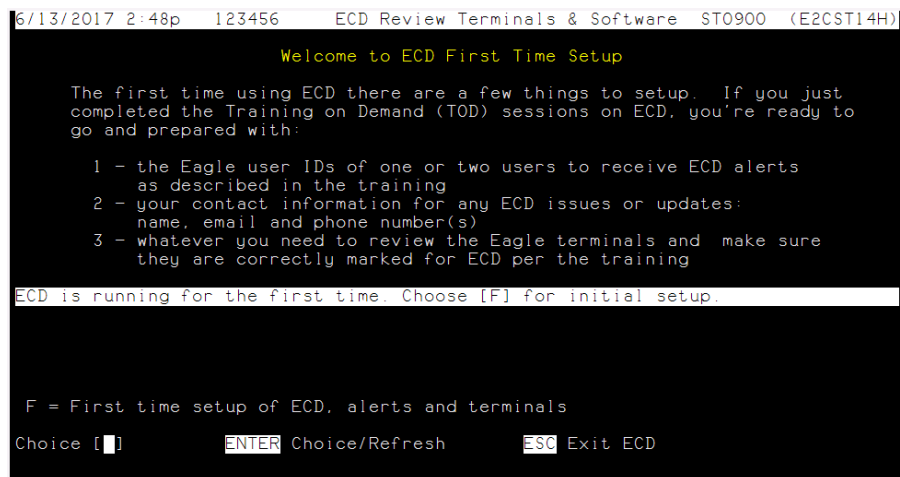 6/13/2017 2:48p 123456 ECD Review Terminals & Software ST0900 (E2CST14H)
Welcome to ECD First Time Setup
The first time using ECD there are a few things to setup. If you just
completed the Training on Demand (TOD) sessions on ECD, you're ready to
go and prepared with:
1 - the Eagle user IDs of one or two users to receive ECD alerts
as described in the training
2 - your contact information for any ECD issues or updates:
name, email and phone number(s)
3 - whatever you need to review the Eagle terminals and make sure
they are correctly marked for ECD per the training
ECD is running for the first time. Choose [F] for initial setup.
F = First time setup of ECD, alerts and terminals
Choice [ ] ENTER Choice/Refresh ESC Exit ECD